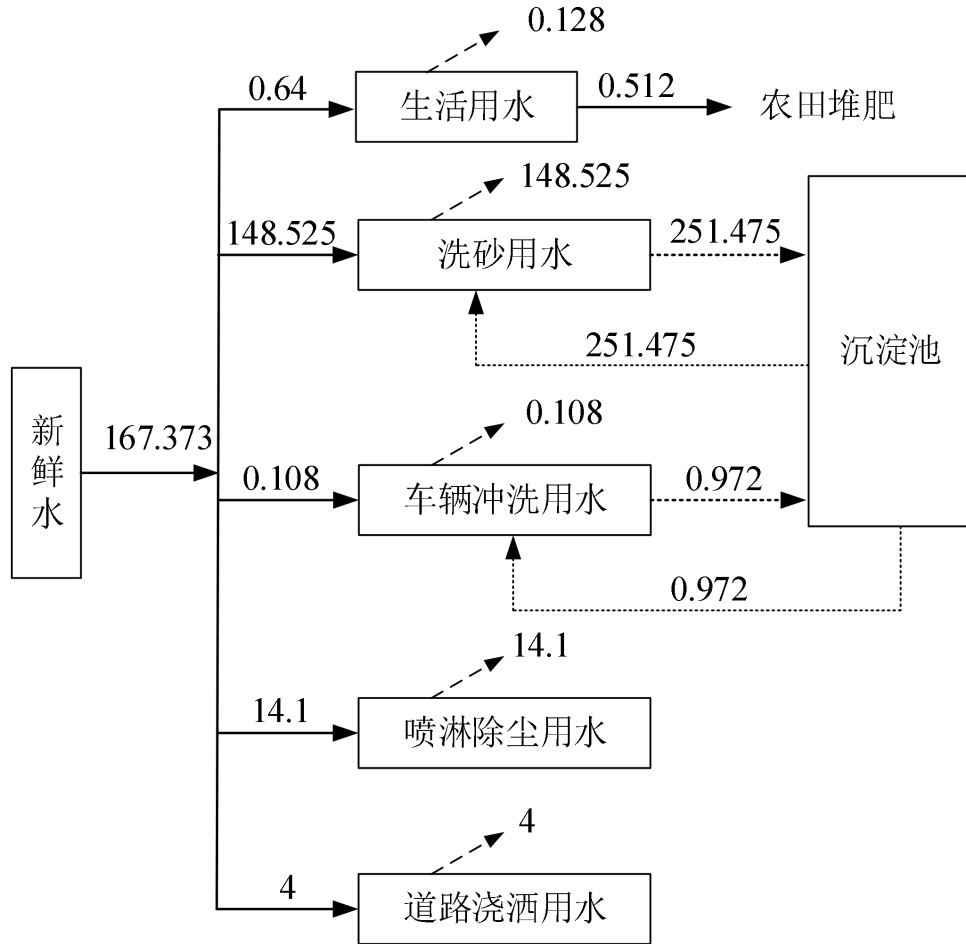 0.128
0.64
生活用水
0.512
农田堆肥
148.525
148.525
洗砂用水
251.475
251.475
沉淀池
新鲜水
167.373
0.108
0.108
车辆冲洗用水
0.972
0.972
14.1
14.1
喷淋除尘用水
4
4
道路浇洒用水